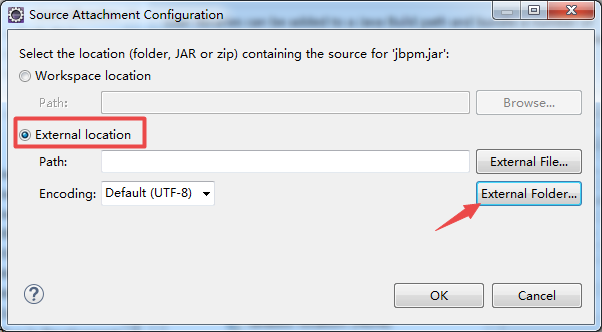 Source Attachment Configuration
Select the location (folder, JAR or zip) containing the source for 'jbpm.jar':
Workspace location
Path:
Browse...
External location
Path:
External File...
Encoding:
Default (UTF-8)
External Folder...
?
OK
Cancel